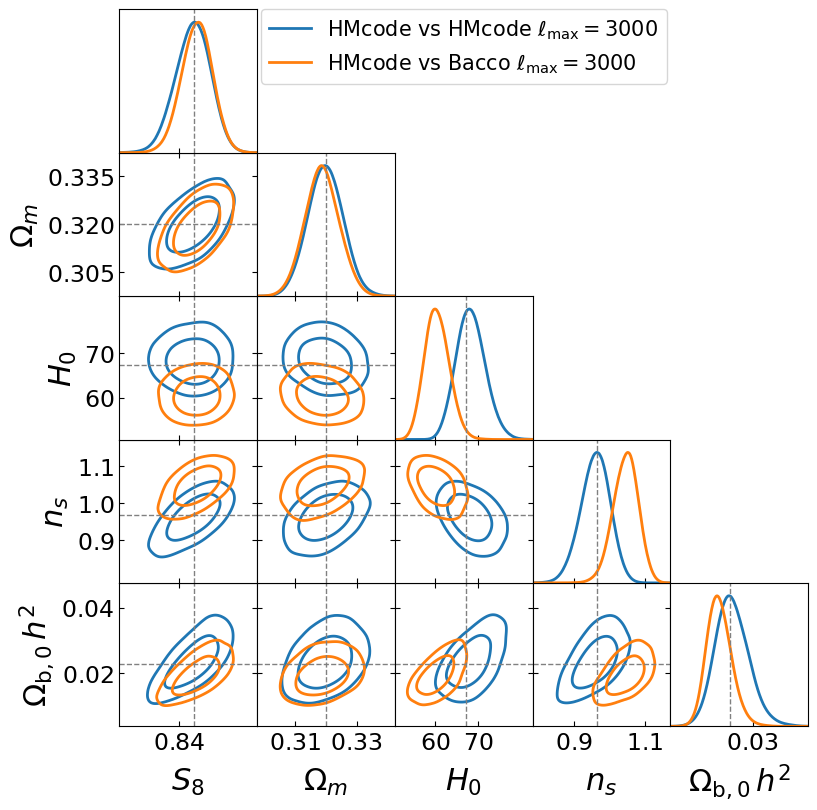 HMcode vs HMcode ℓmax = 3000
HMcode vs Bacco ℓmax = 3000
0.335
0.320
0.305
Ωm
70
60
H0
1.1
1.0
0.9
ns
0.04
0.02
Ωb, 0 h²
0.84 0.31 0.33 60 70 0.9 1.1 0.03
S8 Ωm H0 ns Ωb, 0 h²